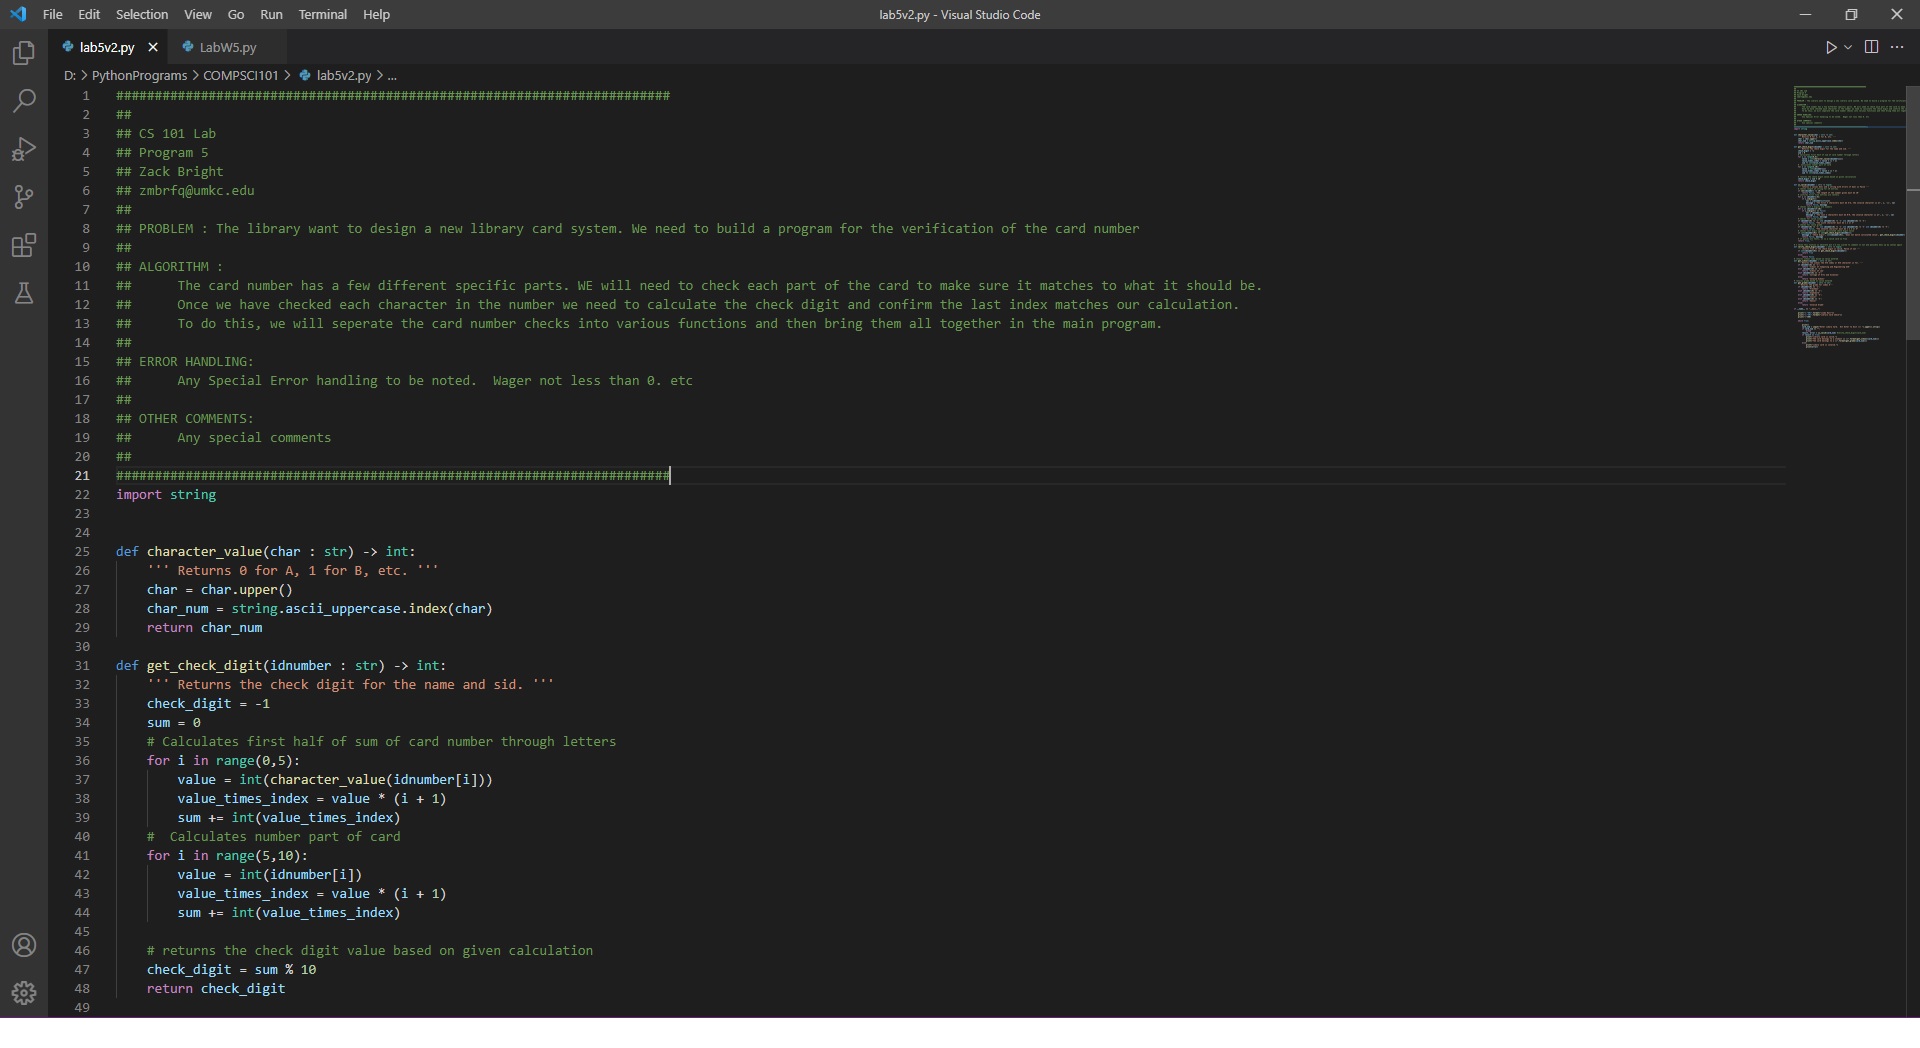 File Edit Selection View Go Run Terminal Help lab5v2.py - Visual Studio Code
lab5v2.py LabW5.py
D: > PythonPrograms > COMPSCI101 > lab5v2.py > ...
1 ########################################################################
2 ##
3 ## CS 101 Lab
4 ## Program 5
5 ## Zack Bright
6 ## zmbrfq@umkc.edu
7 ##
8 ## PROBLEM : The library want to design a new library card system. We need to build a program for the verification of the card number
9 ##
10 ## ALGORITHM :
11 ##      The card number has a few different specific parts. WE will need to check each part of the card to make sure it matches to what it should be.
12 ##      Once we have checked each character in the number we need to calculate the check digit and confirm the last index matches our calculation.
13 ##      To do this, we will seperate the card number checks into various functions and then bring them all together in the main program.
14 ##
15 ## ERROR HANDLING:
16 ##      Any Special Error handling to be noted.  Wager not less than 0. etc
17 ##
18 ## OTHER COMMENTS:
19 ##      Any special comments
20 ##
21 ########################################################################
22 import string
23
24
25 def character_value(char : str) -> int:
26     ''' Returns 0 for A, 1 for B, etc. '''
27     char = char.upper()
28     char_num = string.ascii_uppercase.index(char)
29     return char_num
30
31 def get_check_digit(idnumber : str) -> int:
32     ''' Returns the check digit for the name and sid. '''
33     check_digit = -1
34     sum = 0
35     # Calculates first half of sum of card number through letters
36     for i in range(0,5):
37         value = int(character_value(idnumber[i]))
38         value_times_index = value * (i + 1)
39         sum += int(value_times_index)
40     #  Calculates number part of card
41     for i in range(5,10):
42         value = int(idnumber[i])
43         value_times_index = value * (i + 1)
44         sum += int(value_times_index)
45
46     # returns the check digit value based on given calculation
47     check_digit = sum % 10
48     return check_digit
49